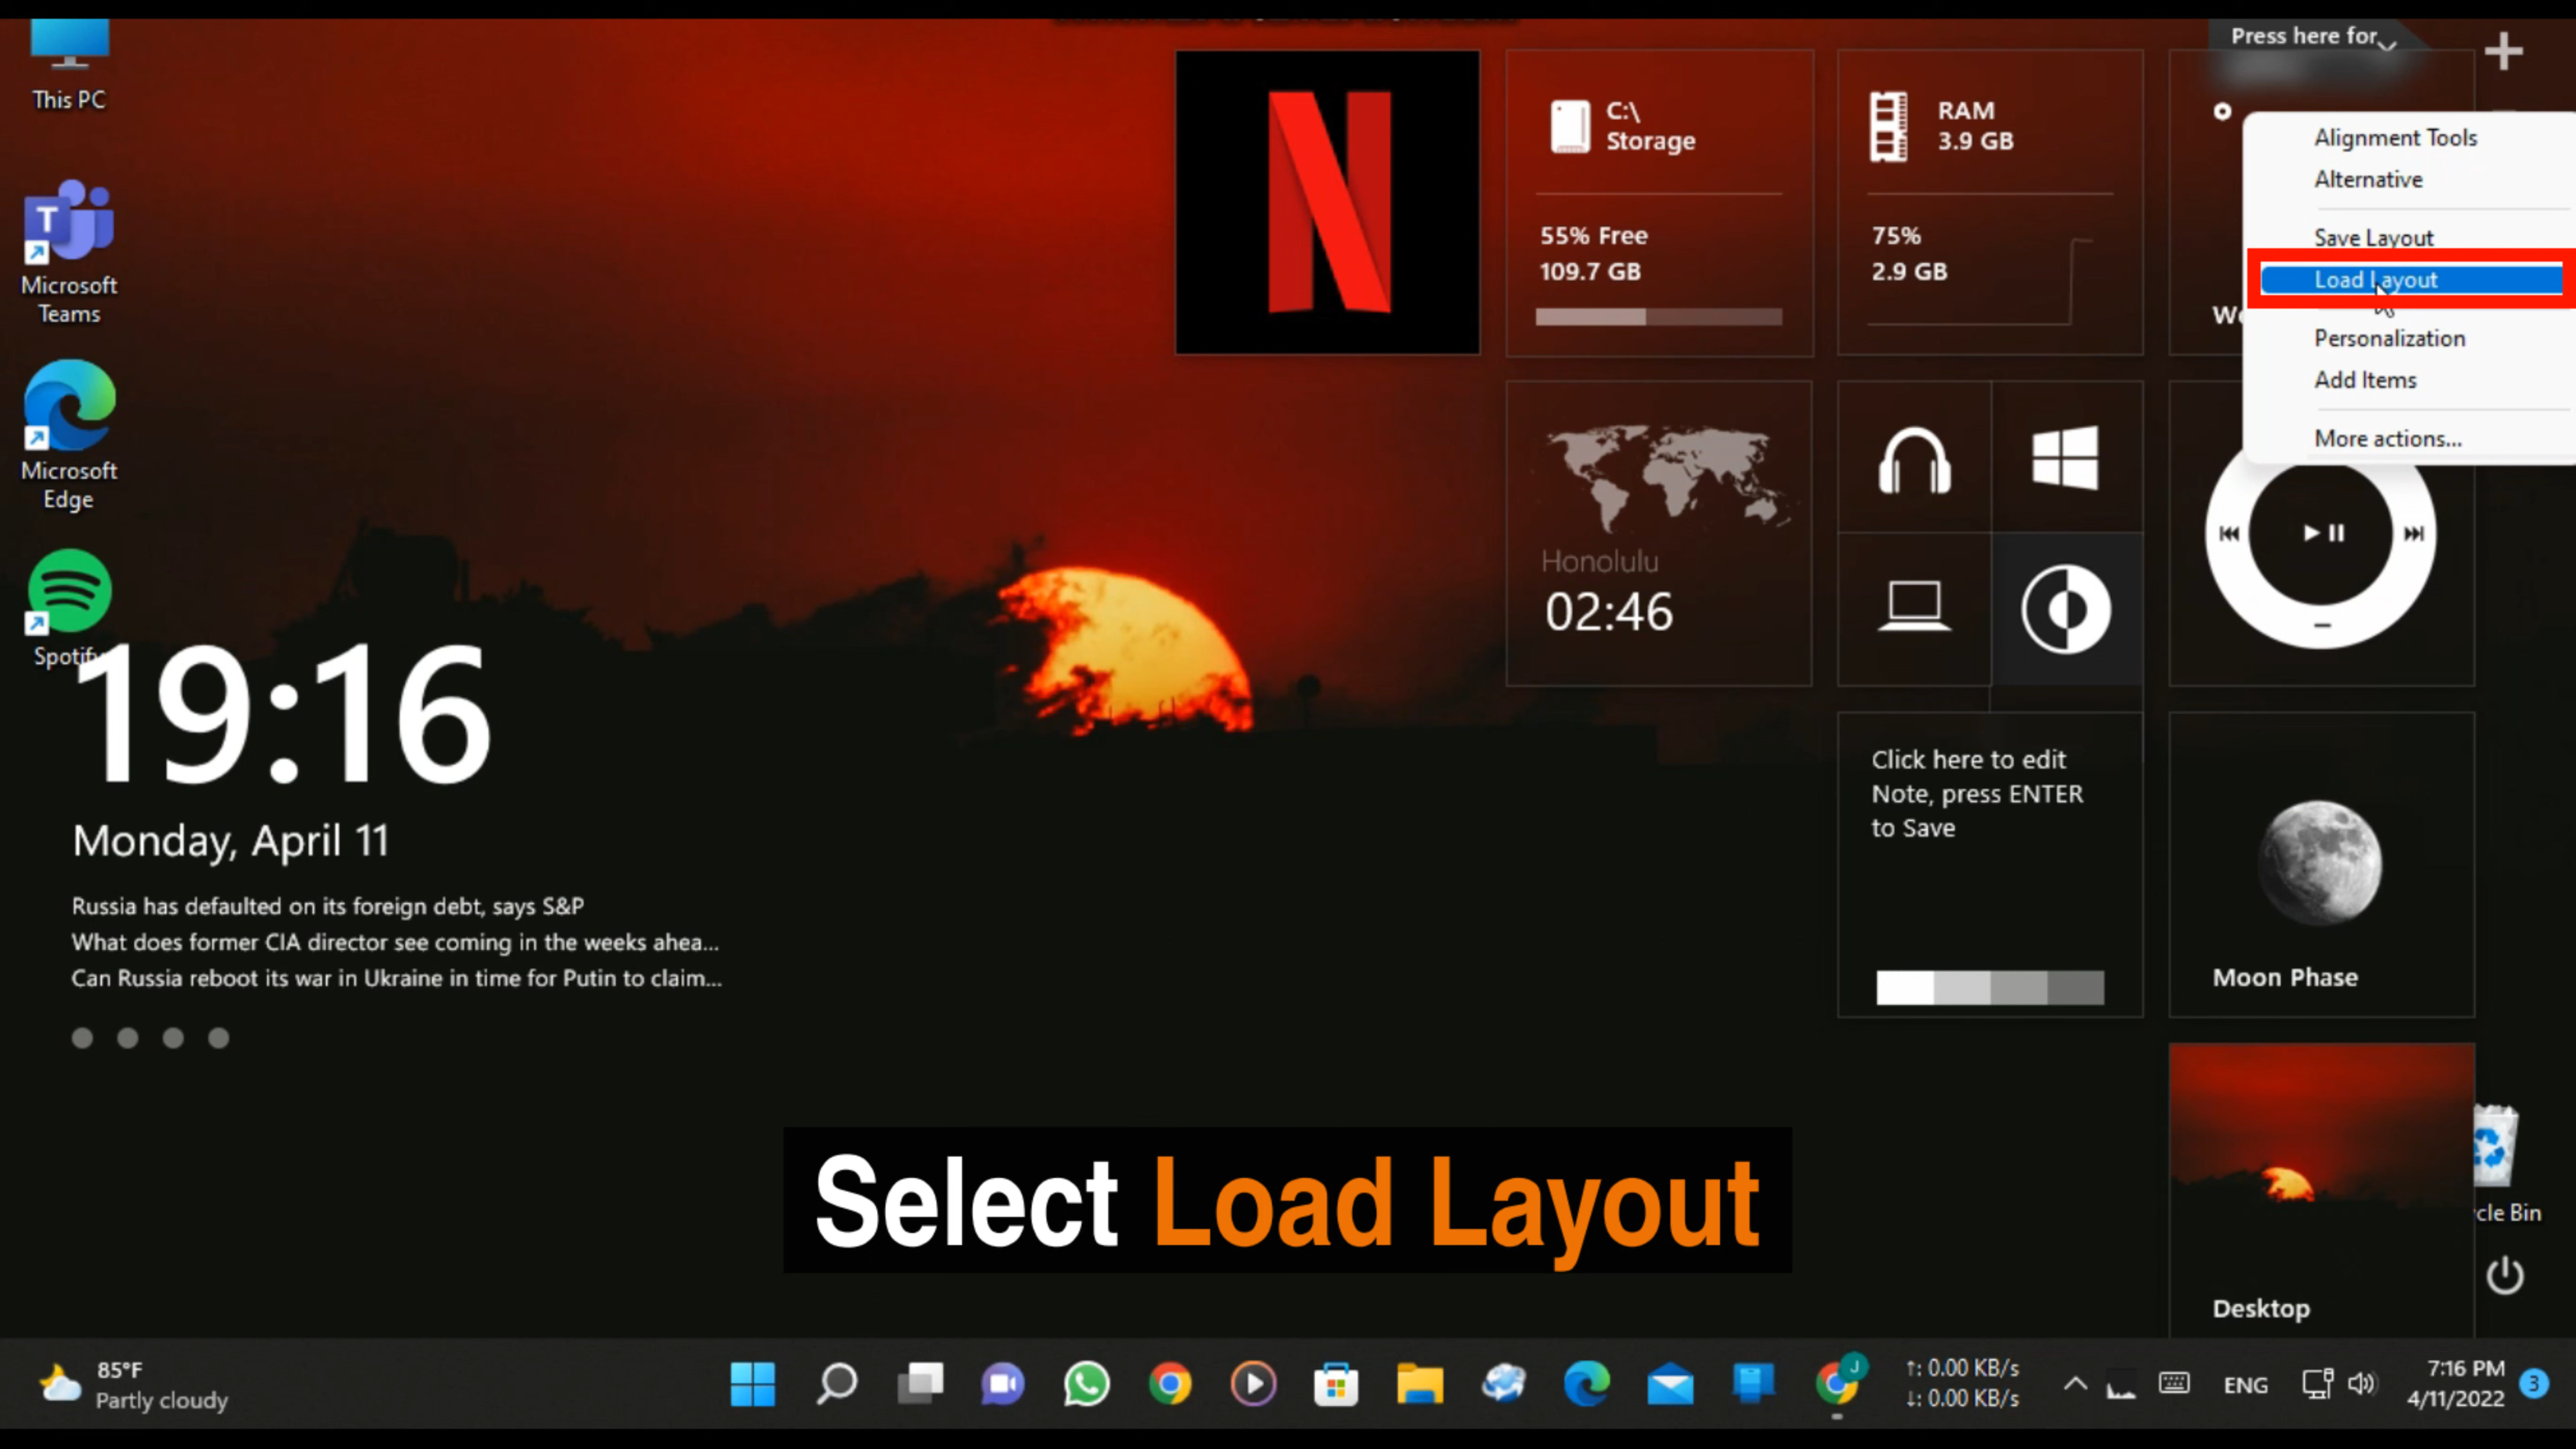 This PC
Microsoft
Teams
Microsoft
Edge
Spotify
19:16
Monday, April 11
Russia has defaulted on its foreign debt, says S&P
What does former CIA director see coming in the weeks ahea...
Can Russia reboot its war in Ukraine in time for Putin to claim...
N
C:\
Storage
55% Free
109.7 GB
RAM
3.9 GB
75%
2.9 GB
Press here for
Alignment Tools
Alternative
Save Layout
Load Layout
Personalization
Add Items
More actions...
Honolulu
02:46
Click here to edit
Note, press ENTER
to Save
Moon Phase
Desktop
cle Bin
Select Load Layout
85°F
Partly cloudy
↑: 0.00 KB/s
↓: 0.00 KB/s
ENG
7:16 PM
4/11/2022
3